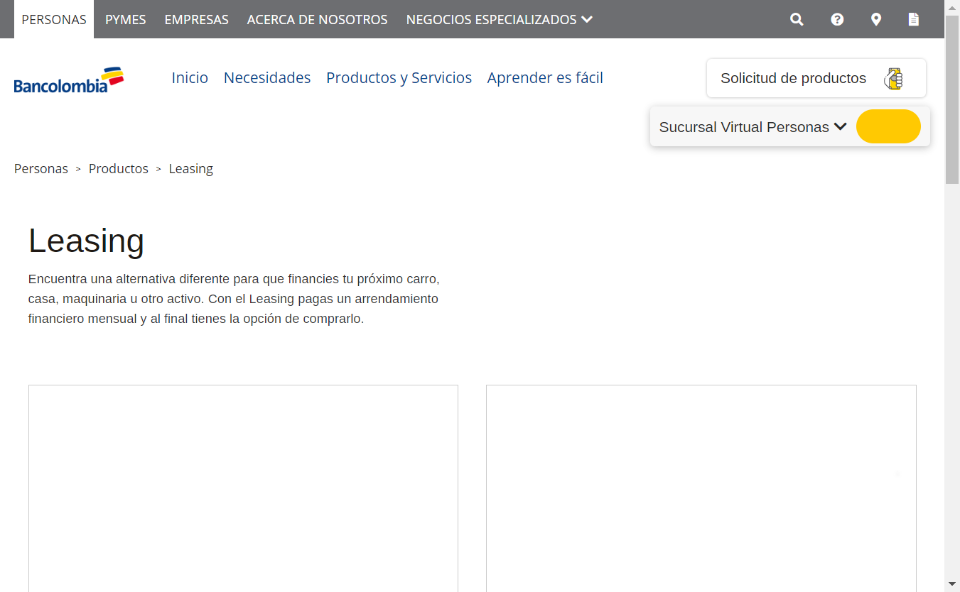 PERSONAS PYMES EMPRESAS ACERCA DE NOSOTROS NEGOCIOS ESPECIALIZADOS
Bancolombia Inicio Necesidades Productos y Servicios Aprender es fácil Solicitud de productos
Sucursal Virtual Personas
Personas > Productos > Leasing
Leasing
Encuentra una alternativa diferente para que financies tu próximo carro,
casa, maquinaria u otro activo. Con el Leasing pagas un arrendamiento
financiero mensual y al final tienes la opción de comprarlo.